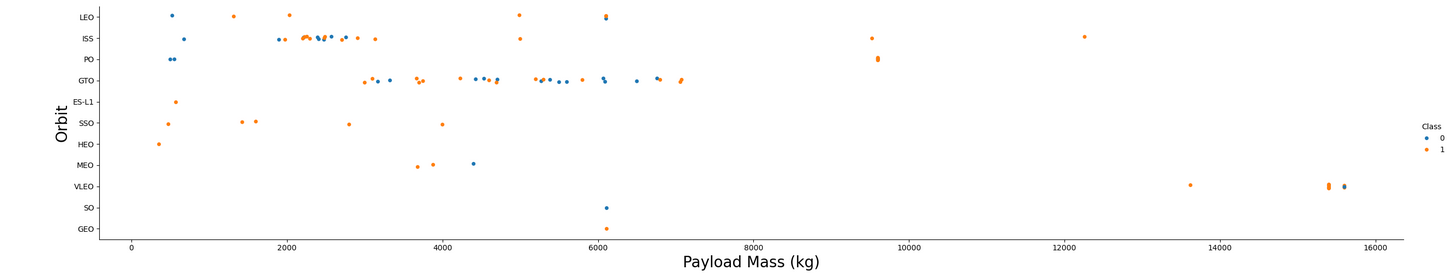 LEO
ISS
PO
GTO
ES-L1
SSO
HEO
MEO
VLEO
SO
GEO
Orbit
0 2000 4000 6000 8000 10000 12000 14000 16000
Payload Mass (kg)
Class
0
1